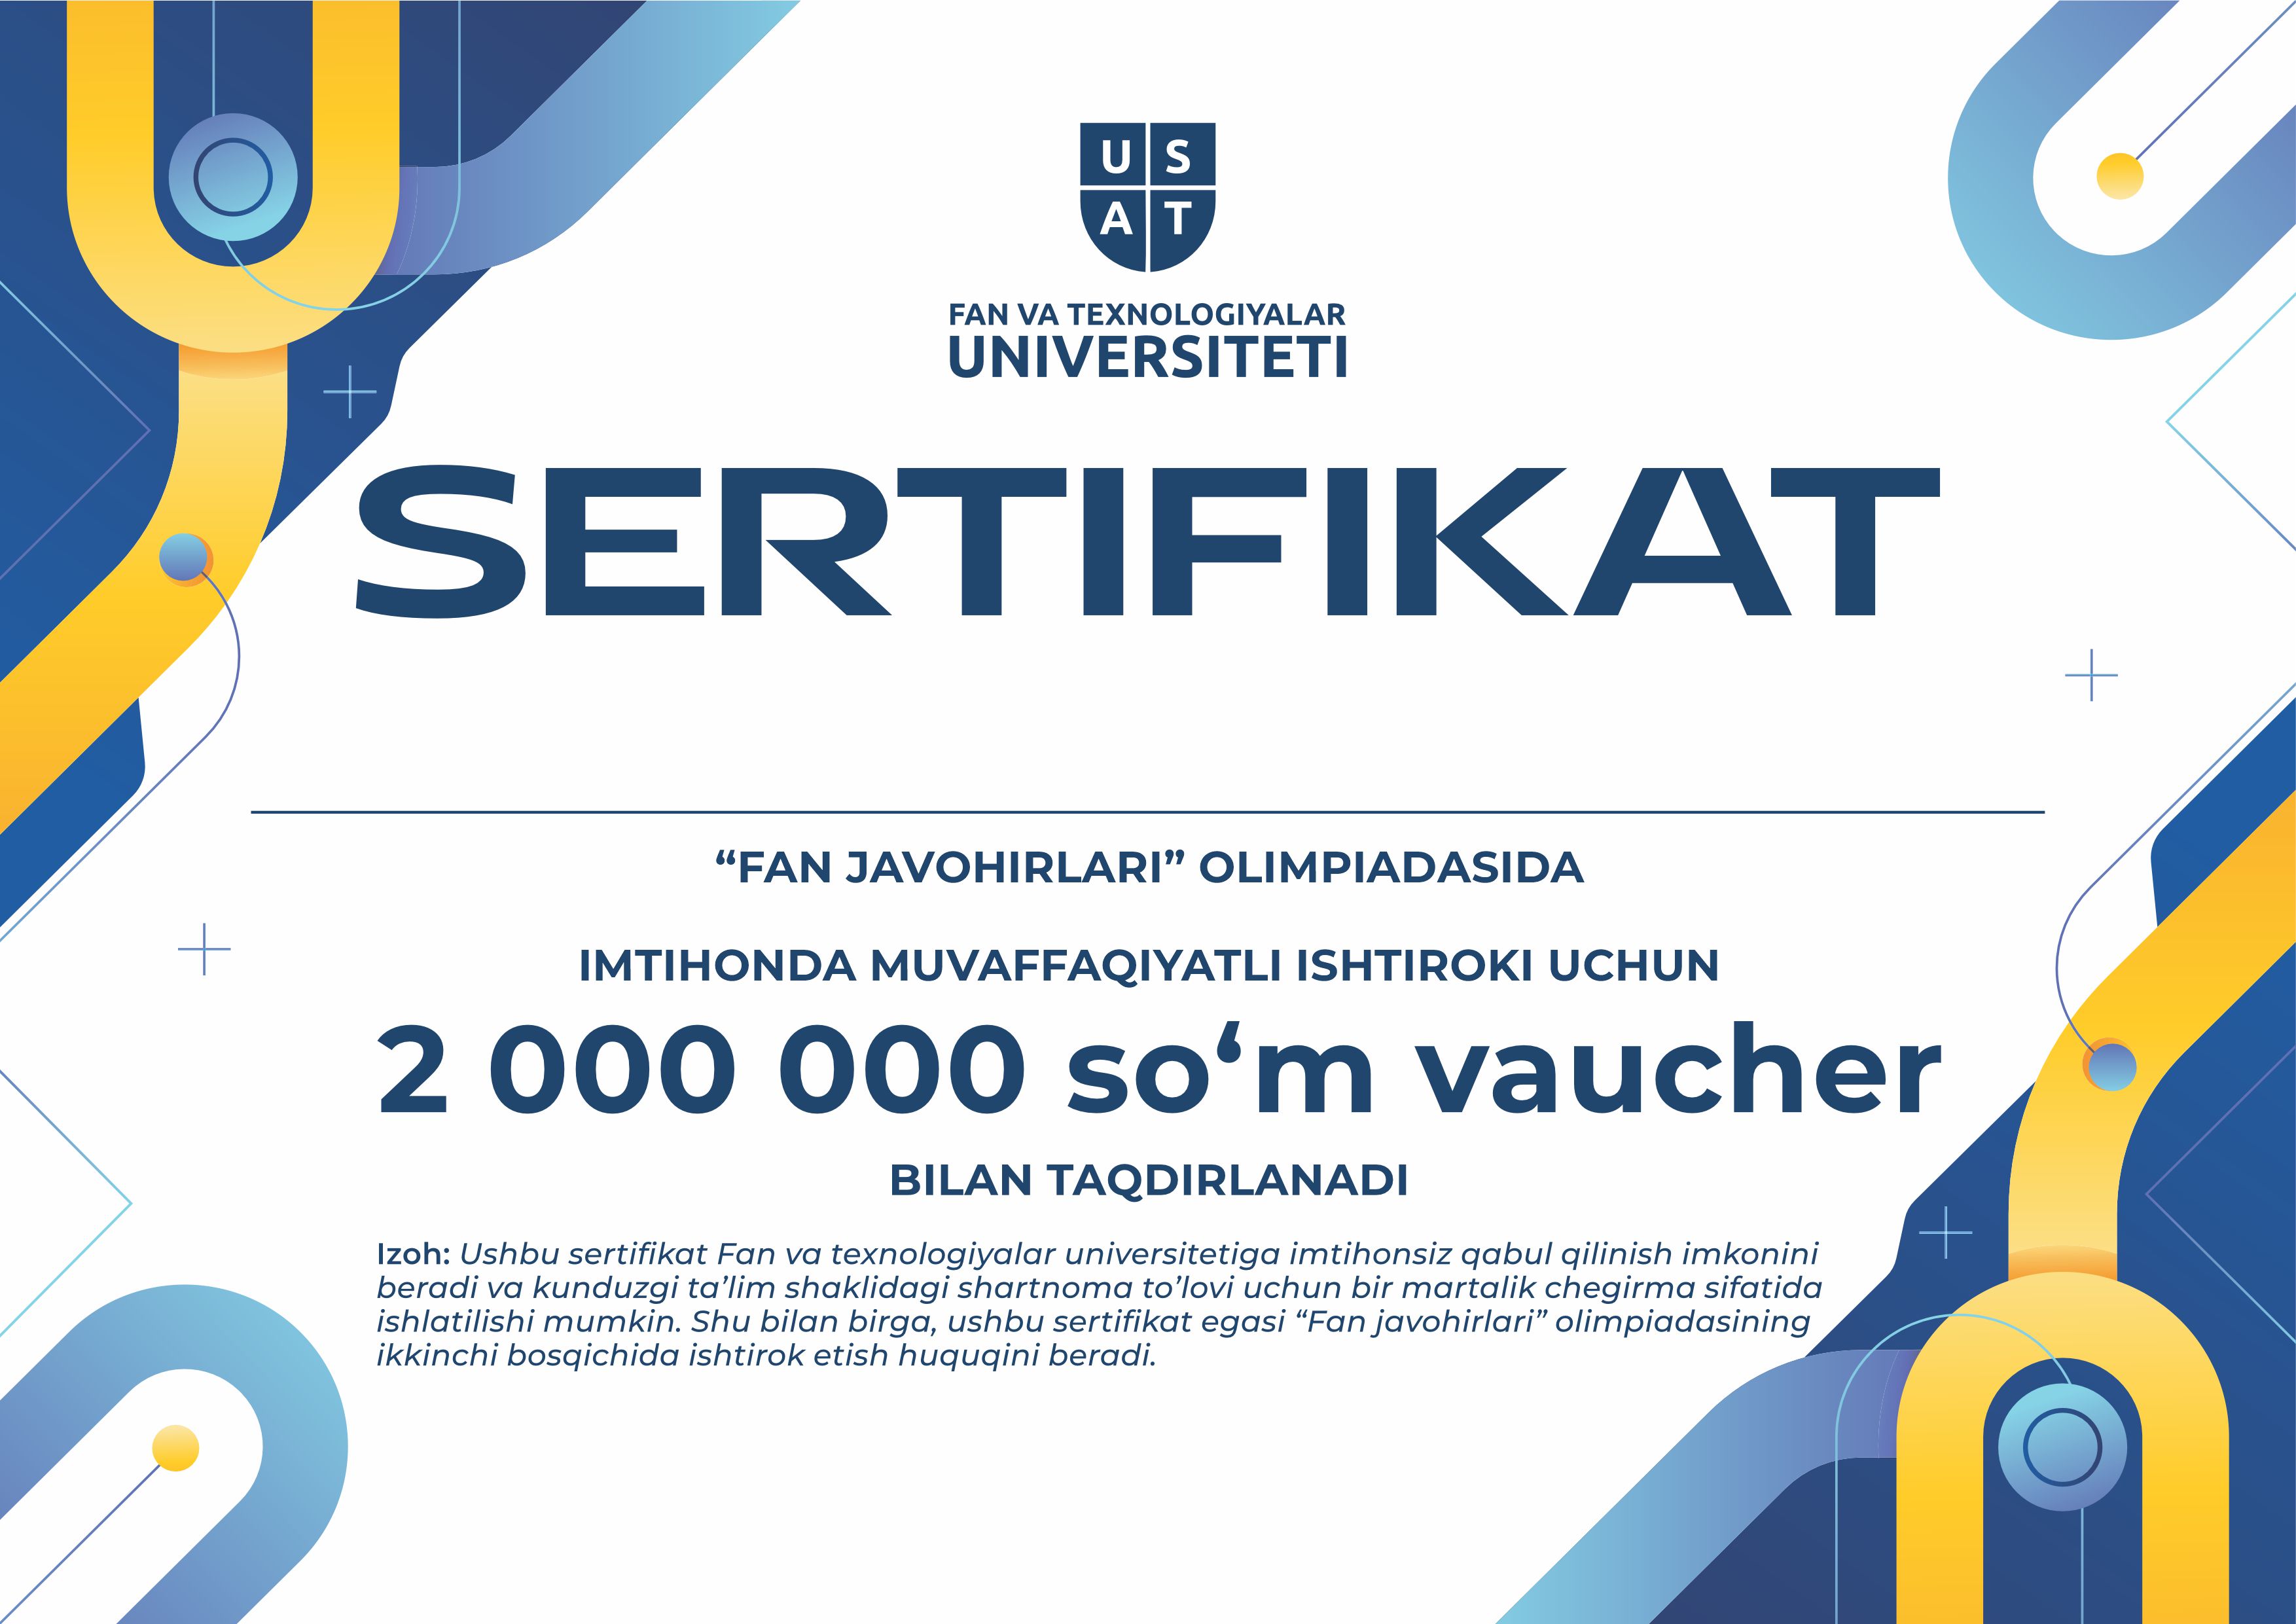 U S
A T
FAN VA TEXNOLOGIYALAR
UNIVERSITETI
SERTIFIKAT
“FAN JAVOHIRLARI” OLIMPIADASIDA
IMTIHONDA MUVAFFAQIYATLI ISHTIROKI UCHUN
2 000 000 so‘m vaucher
BILAN TAQDIRLANADI
Izoh: Ushbu sertifikat Fan va texnologiyalar universitetiga imtihonsiz qabul qilinish imkonini
beradi va kunduzgi ta’lim shaklidagi shartnoma to’lovi uchun bir martalik chegirma sifatida
ishlatilishi mumkin. Shu bilan birga, ushbu sertifikat egasi “Fan javohirlari” olimpiadasining
ikkinchi bosqichida ishtirok etish huquqini beradi.